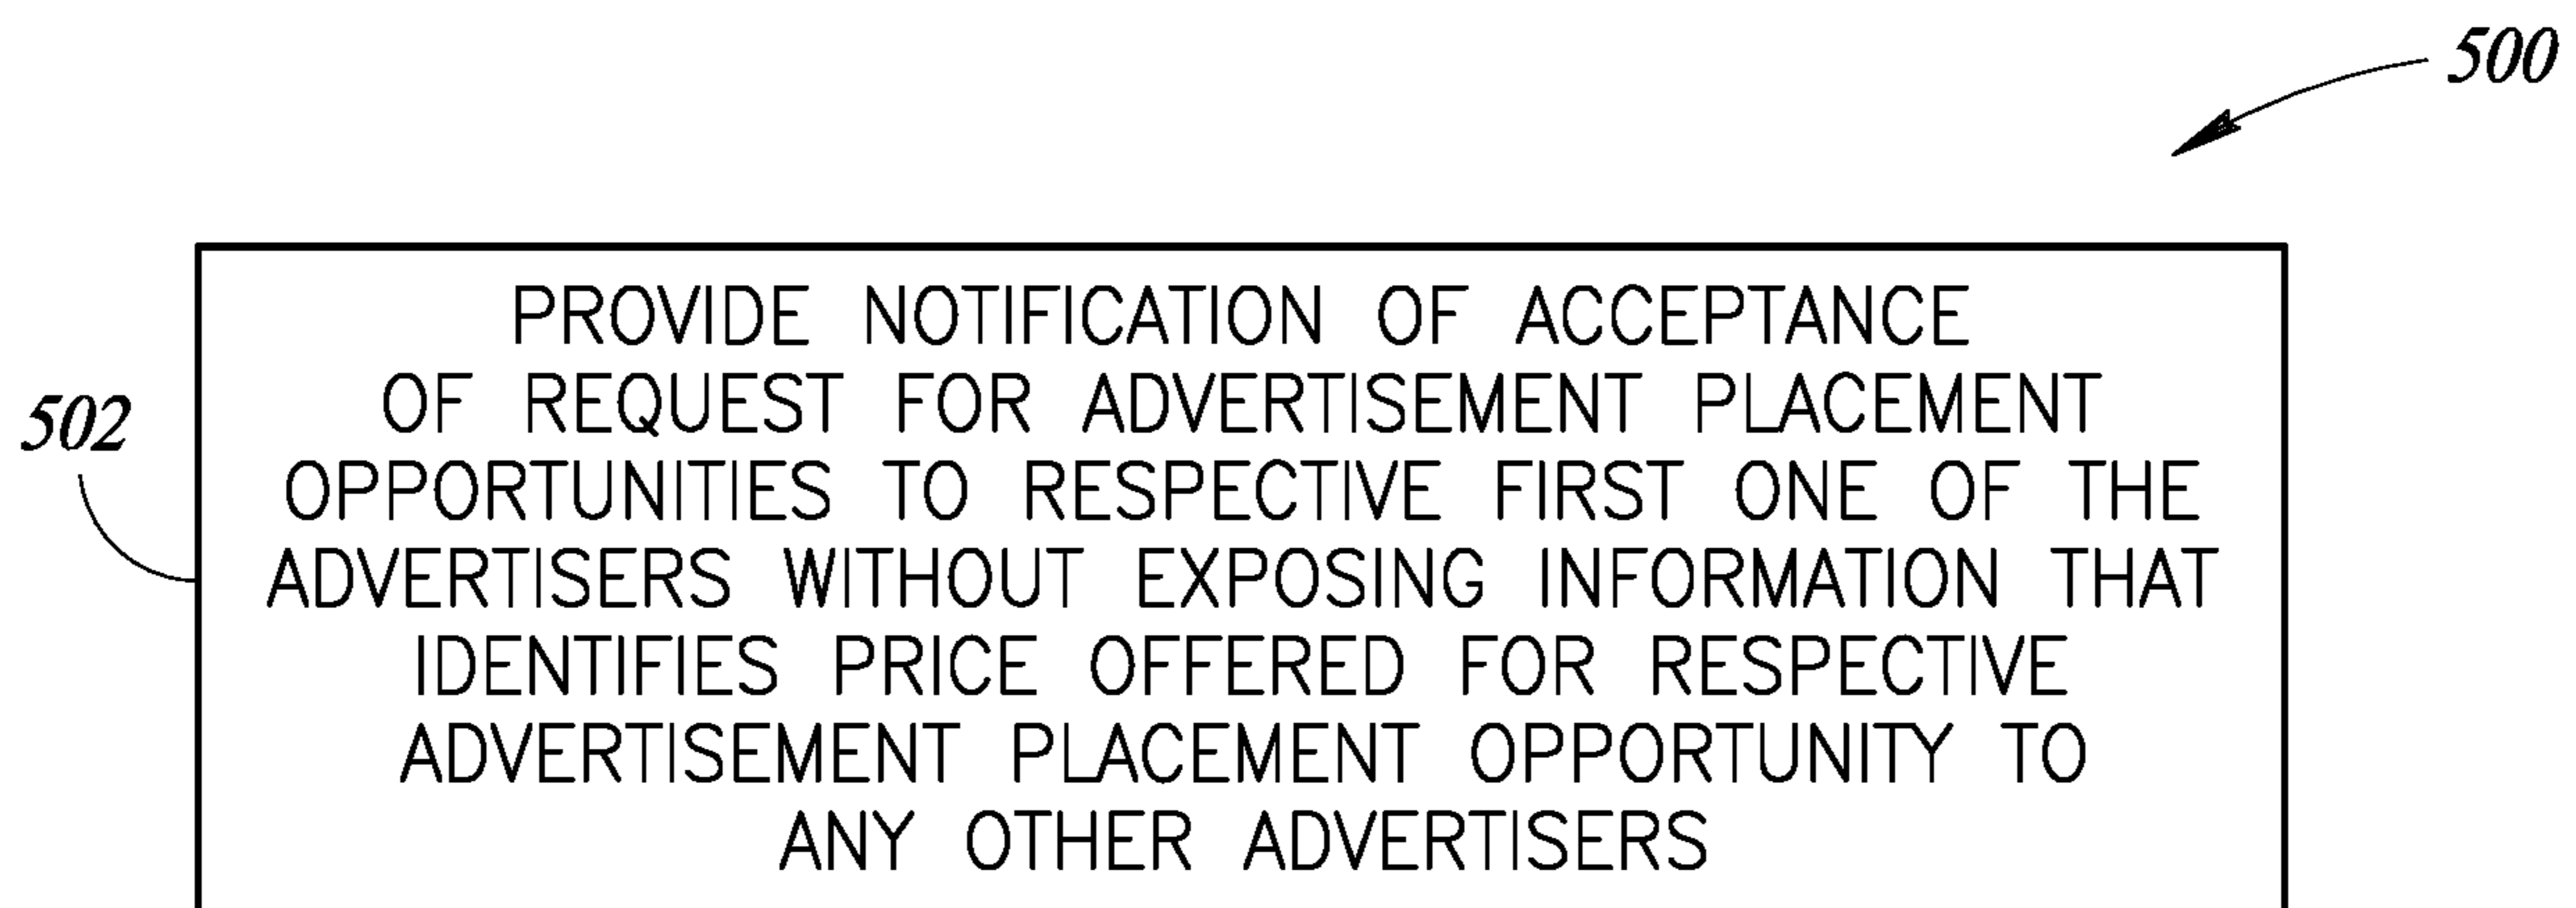 500
PROVIDE NOTIFICATION OF ACCEPTANCE
OF REQUEST FOR ADVERTISEMENT PLACEMENT
502
OPPORTUNITIES TO RESPECTIVE FIRST ONE OF THE
ADVERTISERS WITHOUT EXPOSING INFORMATION THAT
IDENTIFIES PRICE OFFERED FOR RESPECTIVE
ADVERTISEMENT PLACEMENT OPPORTUNITY TO
ANY OTHER ADVERTISERS